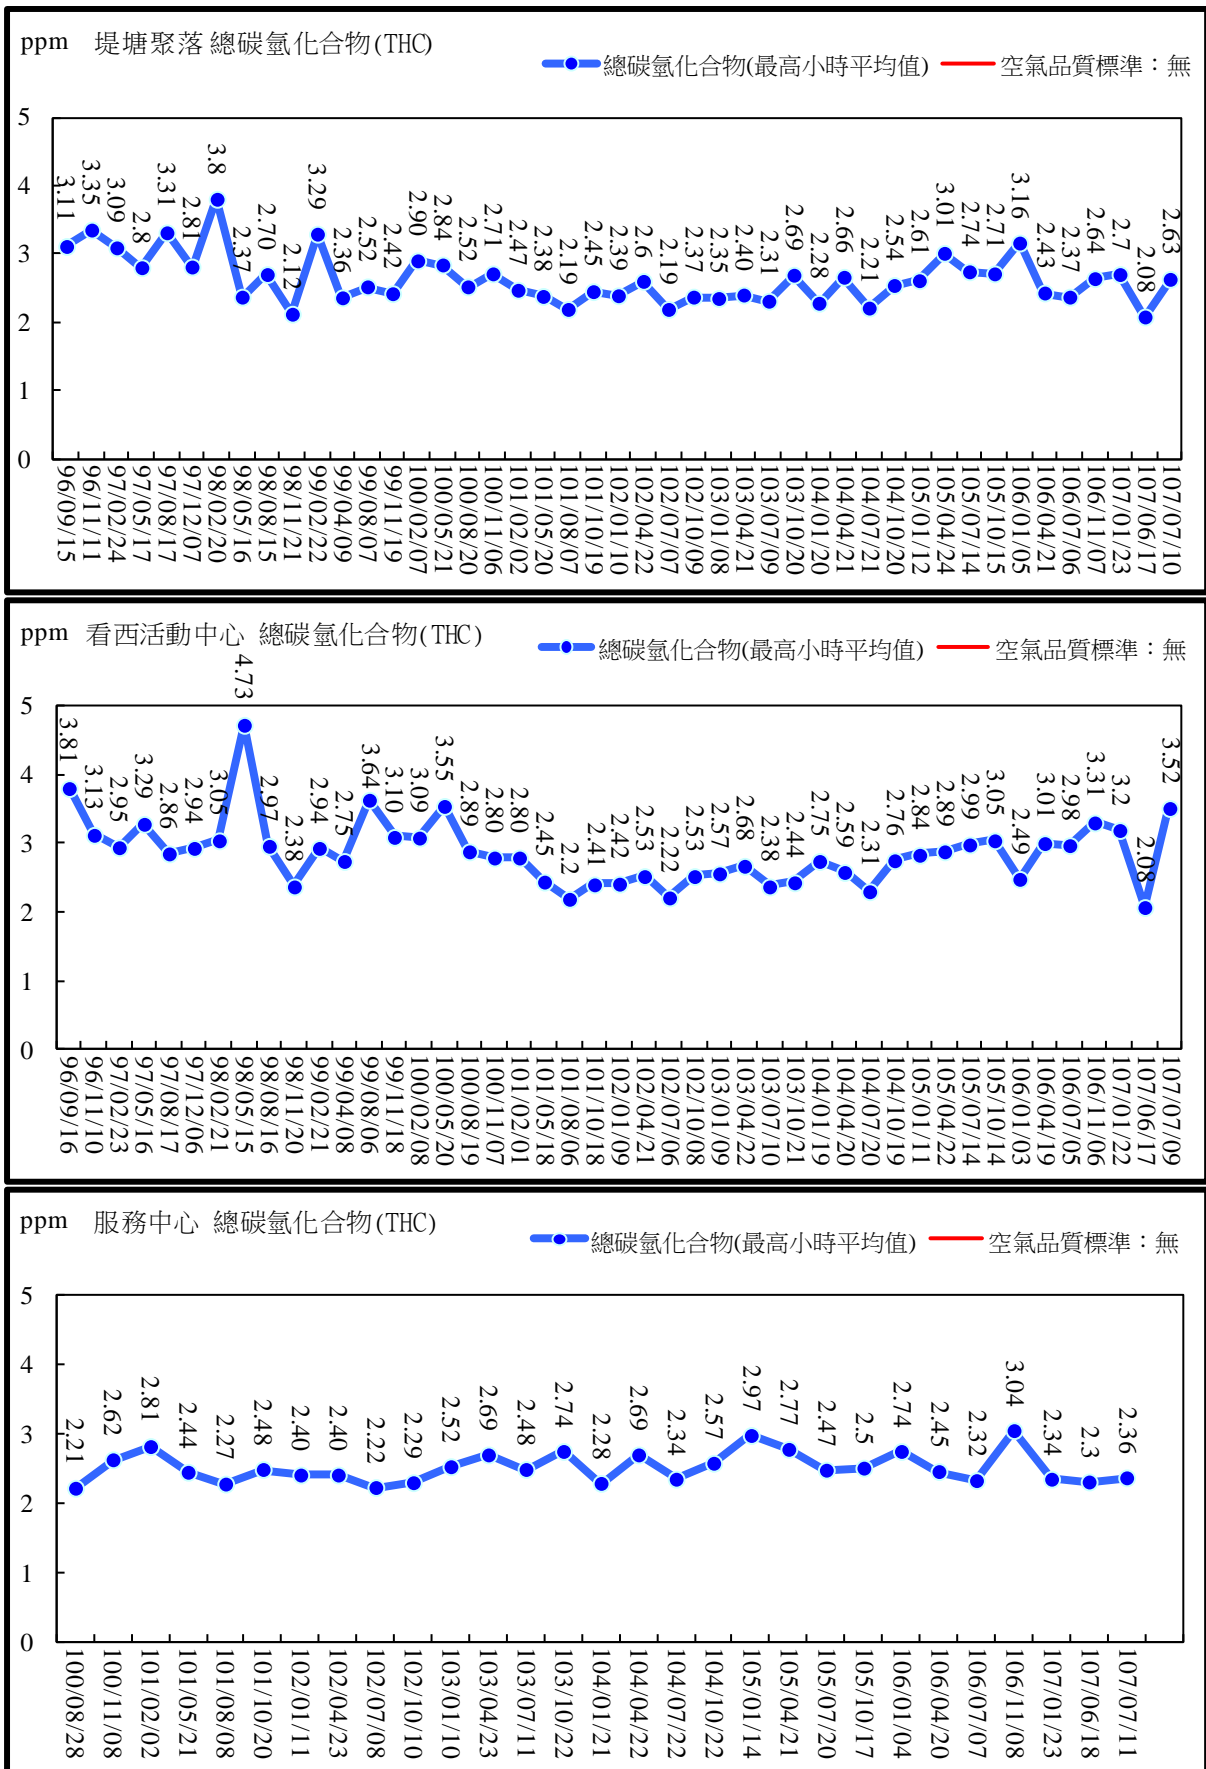 ppm 堤塘聚落 總碳氫化合物(THC)
總碳氫化合物(最高小時平均值) 空氣品質標準：無
5
4
3
2
1
0
3.11 3.35 3.09 2.8 3.31 2.81 3.8 2.37 2.70 2.12 3.29 2.36 2.52 2.42 2.90 2.84 2.52 2.71 2.47 2.38 2.19 2.45 2.39 2.6 2.19 2.37 2.35 2.40 2.31 2.69 2.28 2.66 2.21 2.54 2.61 3.01 2.74 2.71 3.16 2.43 2.37 2.64 2.7 2.08 2.63
96/09/15 96/11/11 97/02/24 97/05/17 97/08/17 97/12/07 98/02/20 98/05/16 98/08/15 98/11/21 99/02/22 99/04/09 99/08/07 99/11/19 100/02/07 100/05/21 100/08/20 100/11/06 101/02/02 101/05/20 101/08/07 101/10/19 102/01/10 102/04/22 102/07/07 102/10/09 103/01/08 103/04/21 103/07/09 103/10/20 104/01/20 104/04/21 104/07/21 104/10/20 105/01/12 105/04/24 105/07/14 105/10/15 106/01/05 106/04/21 106/07/06 106/11/07 107/01/23 107/06/17 107/07/10
ppm 看西活動中心 總碳氫化合物(THC)
總碳氫化合物(最高小時平均值) 空氣品質標準：無
5
4
3
2
1
0
3.81 3.13 2.95 3.29 2.86 2.94 3.05 4.73 2.97 2.38 2.94 2.75 3.64 3.10 3.09 3.55 2.89 2.80 2.80 2.45 2.2 2.41 2.42 2.53 2.22 2.53 2.57 2.68 2.38 2.44 2.75 2.59 2.31 2.76 2.84 2.89 2.99 3.05 2.49 3.01 2.98 3.31 3.2 2.08 3.52
96/09/16 96/11/10 97/02/23 97/05/16 97/08/17 97/12/06 98/02/21 98/05/15 98/08/16 98/11/20 99/02/21 99/04/08 99/08/06 99/11/18 100/02/08 100/05/20 100/08/19 100/11/07 101/02/01 101/05/18 101/08/06 101/10/18 102/01/09 102/04/21 102/07/06 102/10/08 103/01/09 103/04/22 103/07/10 103/10/21 104/01/19 104/04/20 104/07/20 104/10/19 105/01/11 105/04/22 105/07/14 105/10/14 106/01/03 106/04/19 106/07/05 106/11/06 107/01/22 107/06/17 107/07/09
ppm 服務中心 總碳氫化合物(THC)
總碳氫化合物(最高小時平均值) 空氣品質標準：無
5
4
3
2
1
0
2.21 2.62 2.81 2.44 2.27 2.48 2.40 2.40 2.22 2.29 2.52 2.69 2.48 2.74 2.28 2.69 2.34 2.57 2.97 2.77 2.47 2.5 2.74 2.45 2.32 3.04 2.34 2.3 2.36
100/08/28 100/11/08 101/02/02 101/05/21 101/08/08 101/10/20 102/01/11 102/04/23 102/07/08 102/10/10 103/01/10 103/04/23 103/07/11 103/10/22 104/01/21 104/04/22 104/07/22 104/10/22 105/01/14 105/04/21 105/07/20 105/10/17 106/01/04 106/04/20 106/07/07 106/11/08 107/01/23 107/06/18 107/07/11